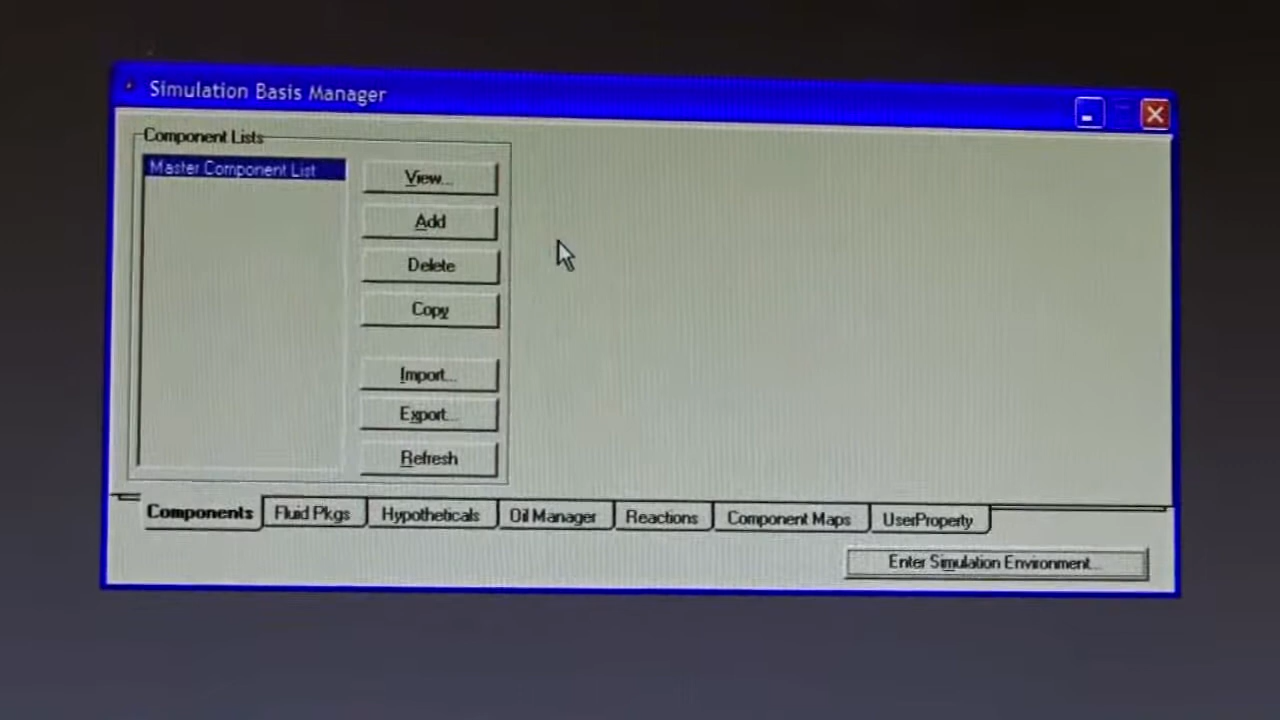 Simulation Basis Manager
Component Lists
Master Component List
View...
Add
Delete
Copy
Import...
Export...
Refresh
Components
Fluid Pkgs
Hypotheticals
Oil Manager
Reactions
Component Maps
UserProperty
Enter Simulation Environment...